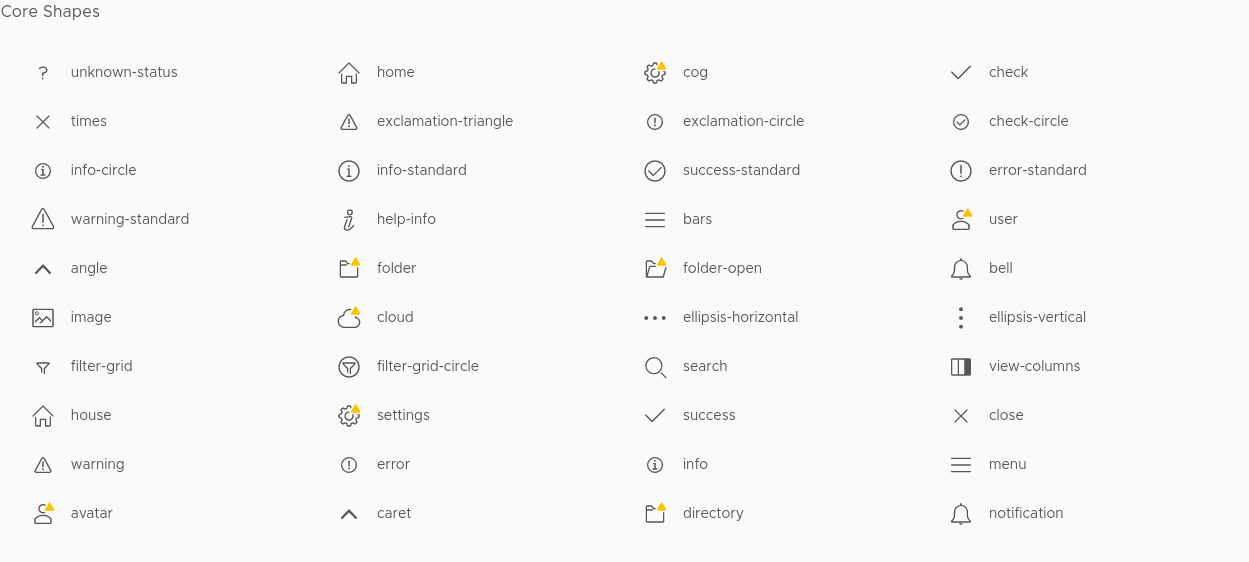 Core Shapes
unknown-status home cog check
times exclamation-triangle exclamation-circle check-circle
info-circle info-standard success-standard error-standard
warning-standard help-info bars user
angle folder folder-open bell
image cloud ellipsis-horizontal ellipsis-vertical
filter-grid filter-grid-circle search view-columns
house settings success close
warning error info menu
avatar caret directory notification